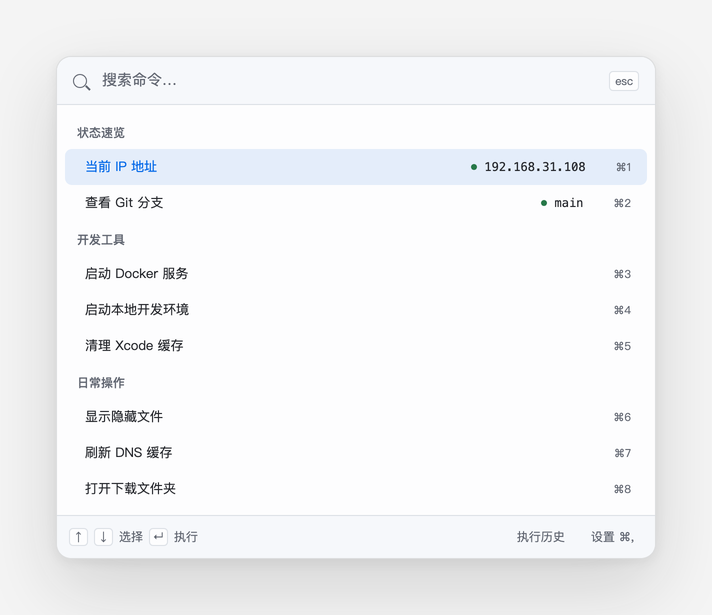 搜索命令… esc
状态速览
当前 IP 地址 192.168.31.108 ⌘1
查看 Git 分支 main ⌘2
开发工具
启动 Docker 服务 ⌘3
启动本地开发环境 ⌘4
清理 Xcode 缓存 ⌘5
日常操作
显示隐藏文件 ⌘6
刷新 DNS 缓存 ⌘7
打开下载文件夹 ⌘8
↑ ↓ 选择 ↵ 执行 执行历史 设置 ⌘,